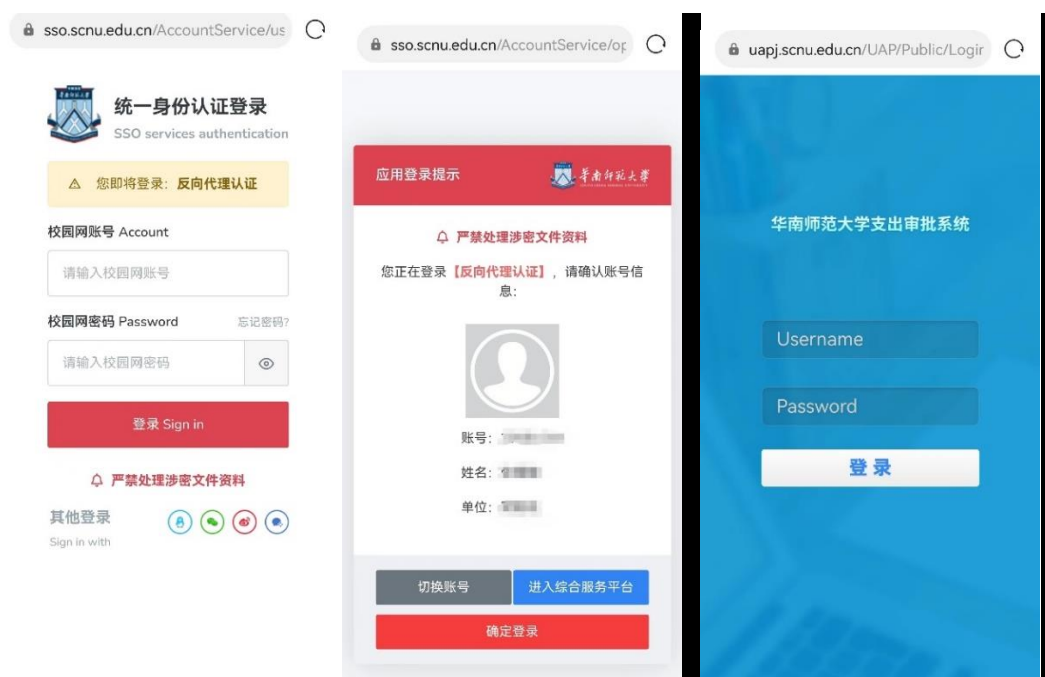 sso.scnu.edu.cn/AccountService/us
统一身份认证登录
SSO services authentication
您即将登录：反向代理认证
校园网账号 Account
请输入校园网账号
校园网密码 Password 忘记密码?
请输入校园网密码
登录 Sign in
严禁处理涉密文件资料
其他登录
Sign in with
sso.scnu.edu.cn/AccountService/op
应用登录提示 华南师范大学
严禁处理涉密文件资料
您正在登录【反向代理认证】，请确认账号信
息：
账号：
姓名：
单位：
切换账号 进入综合服务平台
确定登录
uapj.scnu.edu.cn/UAP/Public/Login
华南师范大学支出审批系统
Username
Password
登录